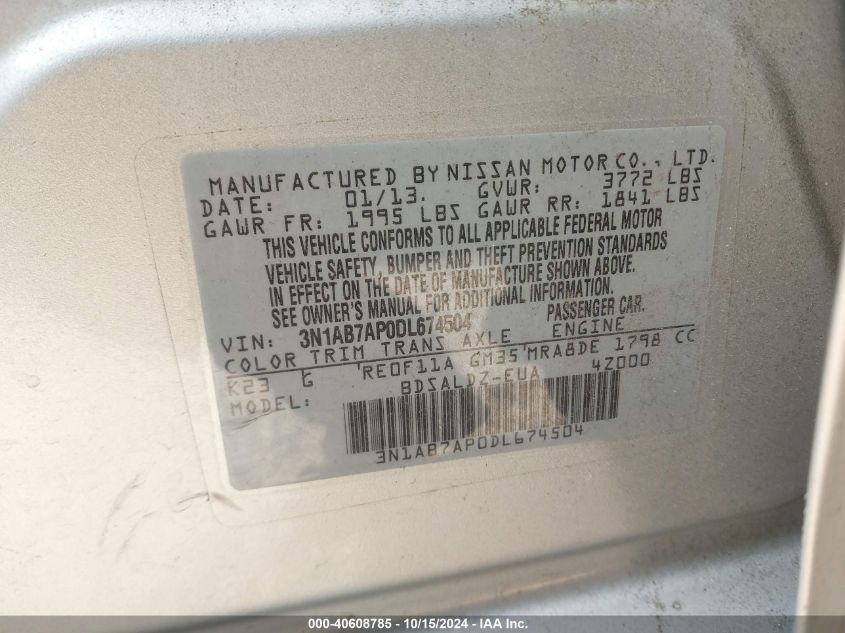 MANUFACTURED BY NISSAN MOTOR CO., LTD.
DATE: 01/13. GVWR: 3772 LBS
GAWR FR: 1995 LBS GAWR RR: 1841 LBS
THIS VEHICLE CONFORMS TO ALL APPLICABLE FEDERAL MOTOR
VEHICLE SAFETY, BUMPER AND THEFT PREVENTION STANDARDS
IN EFFECT ON THE DATE OF MANUFACTURE SHOWN ABOVE.
SEE OWNER'S MANUAL FOR ADDITIONAL INFORMATION.
VIN: 3N1AB7AP0DL674504 PASSENGER CAR.
COLOR TRIM TRANS AXLE ENGINE
K23 G RE0F11A GM35 MRA8DE 1798 CC
MODEL: BDSALDZ-EUA 4Z000
3N1AB7AP0DL674504
000-40608785 - 10/15/2024 - IAA Inc.